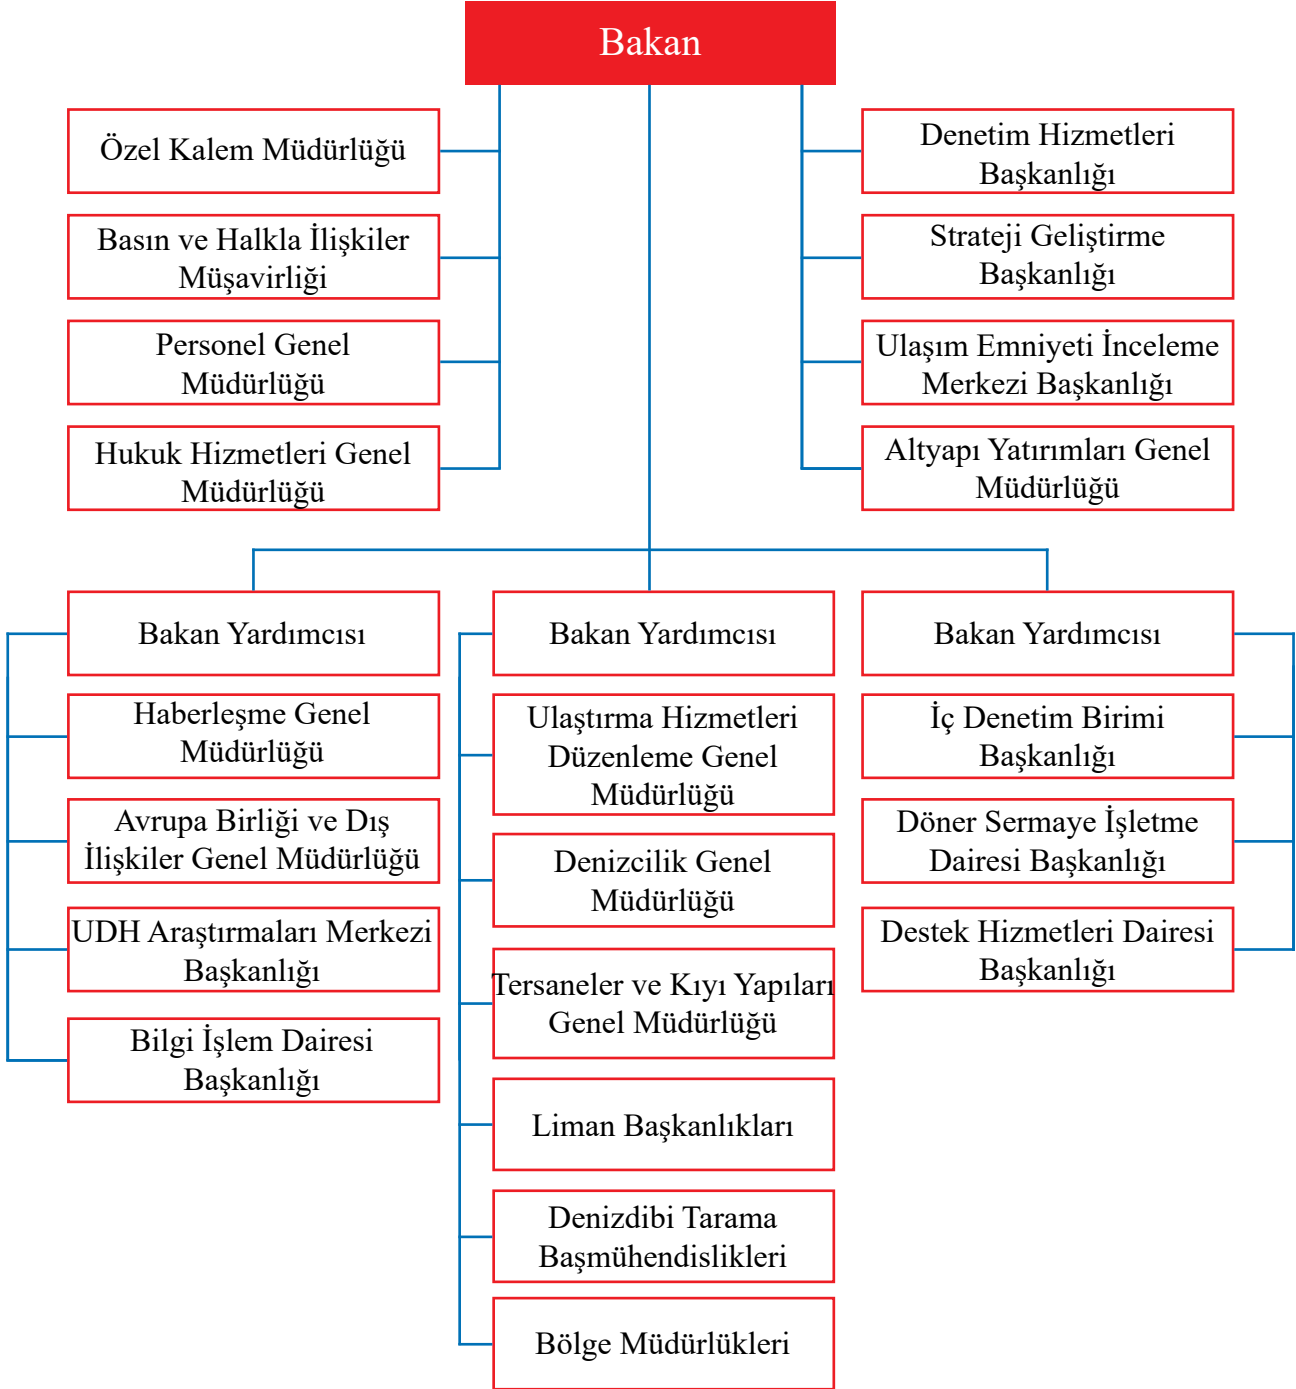 Bakan
Özel Kalem Müdürlüğü
Basın ve Halkla İlişkiler
Müşavirliği
Personel Genel
Müdürlüğü
Hukuk Hizmetleri Genel
Müdürlüğü
Denetim Hizmetleri
Başkanlığı
Strateji Geliştirme
Başkanlığı
Ulaşım Emniyeti İnceleme
Merkezi Başkanlığı
Altyapı Yatırımları Genel
Müdürlüğü
Bakan Yardımcısı
Haberleşme Genel
Müdürlüğü
Avrupa Birliği ve Dış
İlişkiler Genel Müdürlüğü
UDH Araştırmaları Merkezi
Başkanlığı
Bilgi İşlem Dairesi
Başkanlığı
Bakan Yardımcısı
Ulaştırma Hizmetleri
Düzenleme Genel
Müdürlüğü
Denizcilik Genel
Müdürlüğü
Tersaneler ve Kıyı Yapıları
Genel Müdürlüğü
Liman Başkanlıkları
Denizdibi Tarama
Başmühendislikleri
Bölge Müdürlükleri
Bakan Yardımcısı
İç Denetim Birimi
Başkanlığı
Döner Sermaye İşletme
Dairesi Başkanlığı
Destek Hizmetleri Dairesi
Başkanlığı